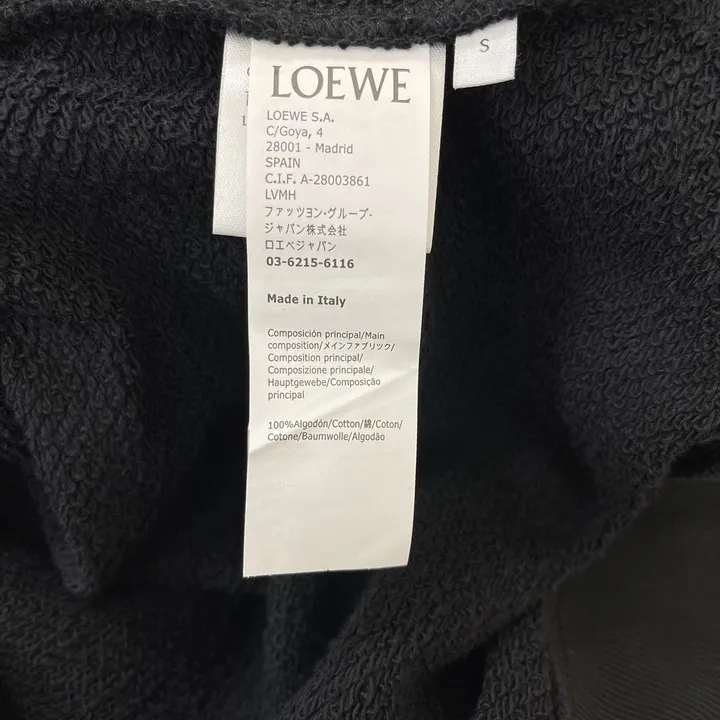 LOEWE
S
LOEWE S.A.
C/Goya, 4
28001 - Madrid
SPAIN
C.I.F. A-28003861
LVMH
ファッツヨン·グループ·
ジャパン株式会社
ロエベジャパン
03-6215-6116
Made in Italy
Composición principal/Main
composition/メインファブリック/
Composition principal/
Composizione principale/
Hauptgewebe/Composição
principal
100%Algodón/Cotton/綿/Coton/
Cotone/Baumwolle/Algodão